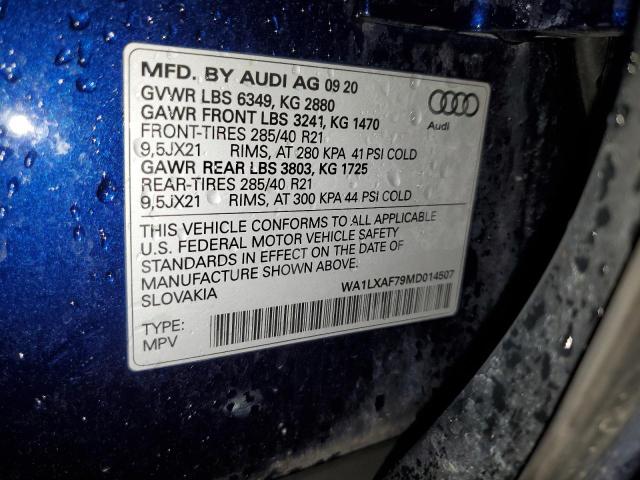 MFD. BY AUDI AG 09 20
GVWR LBS 6349, KG 2880
GAWR FRONT LBS 3241, KG 1470
FRONT-TIRES 285/40 R21
9,5JX21 RIMS, AT 280 KPA 41 PSI COLD
GAWR REAR LBS 3803, KG 1725
REAR-TIRES 285/40 R21
9,5JX21 RIMS, AT 300 KPA 44 PSI COLD
Audi
THIS VEHICLE CONFORMS TO ALL APPLICABLE
U.S. FEDERAL MOTOR VEHICLE SAFETY
STANDARDS IN EFFECT ON THE DATE OF
MANUFACTURE SHOWN ABOVE.
SLOVAKIA
WA1LXAF79MD014507
TYPE:
MPV